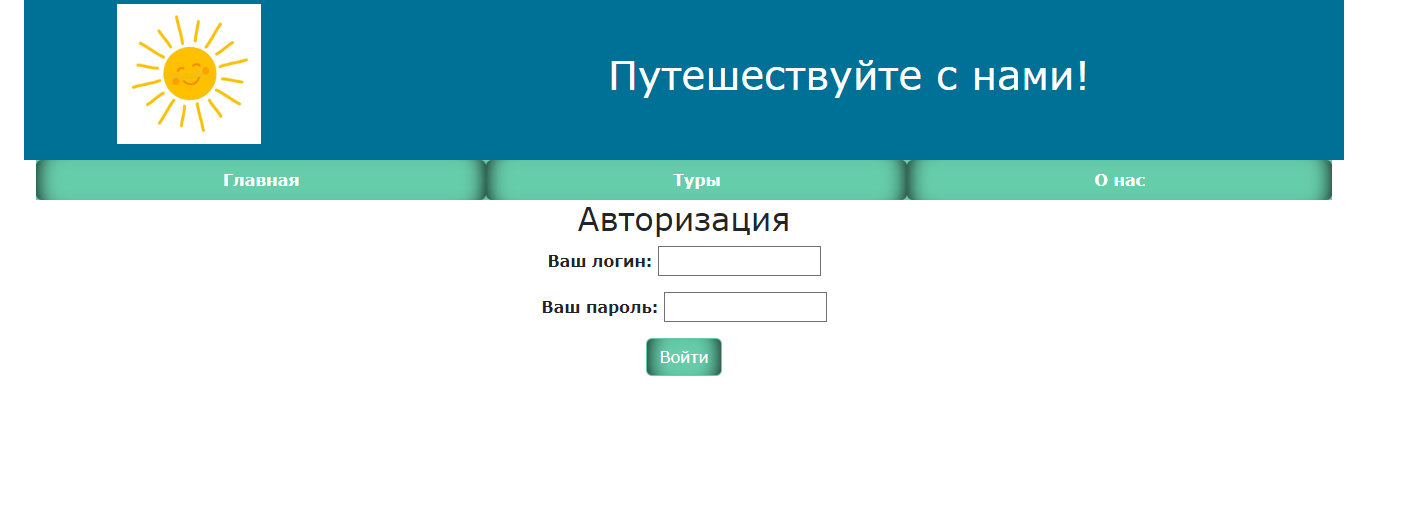 Путешествуйте с нами!
Главная Туры О нас
Авторизация
Ваш логин:
Ваш пароль:
Войти